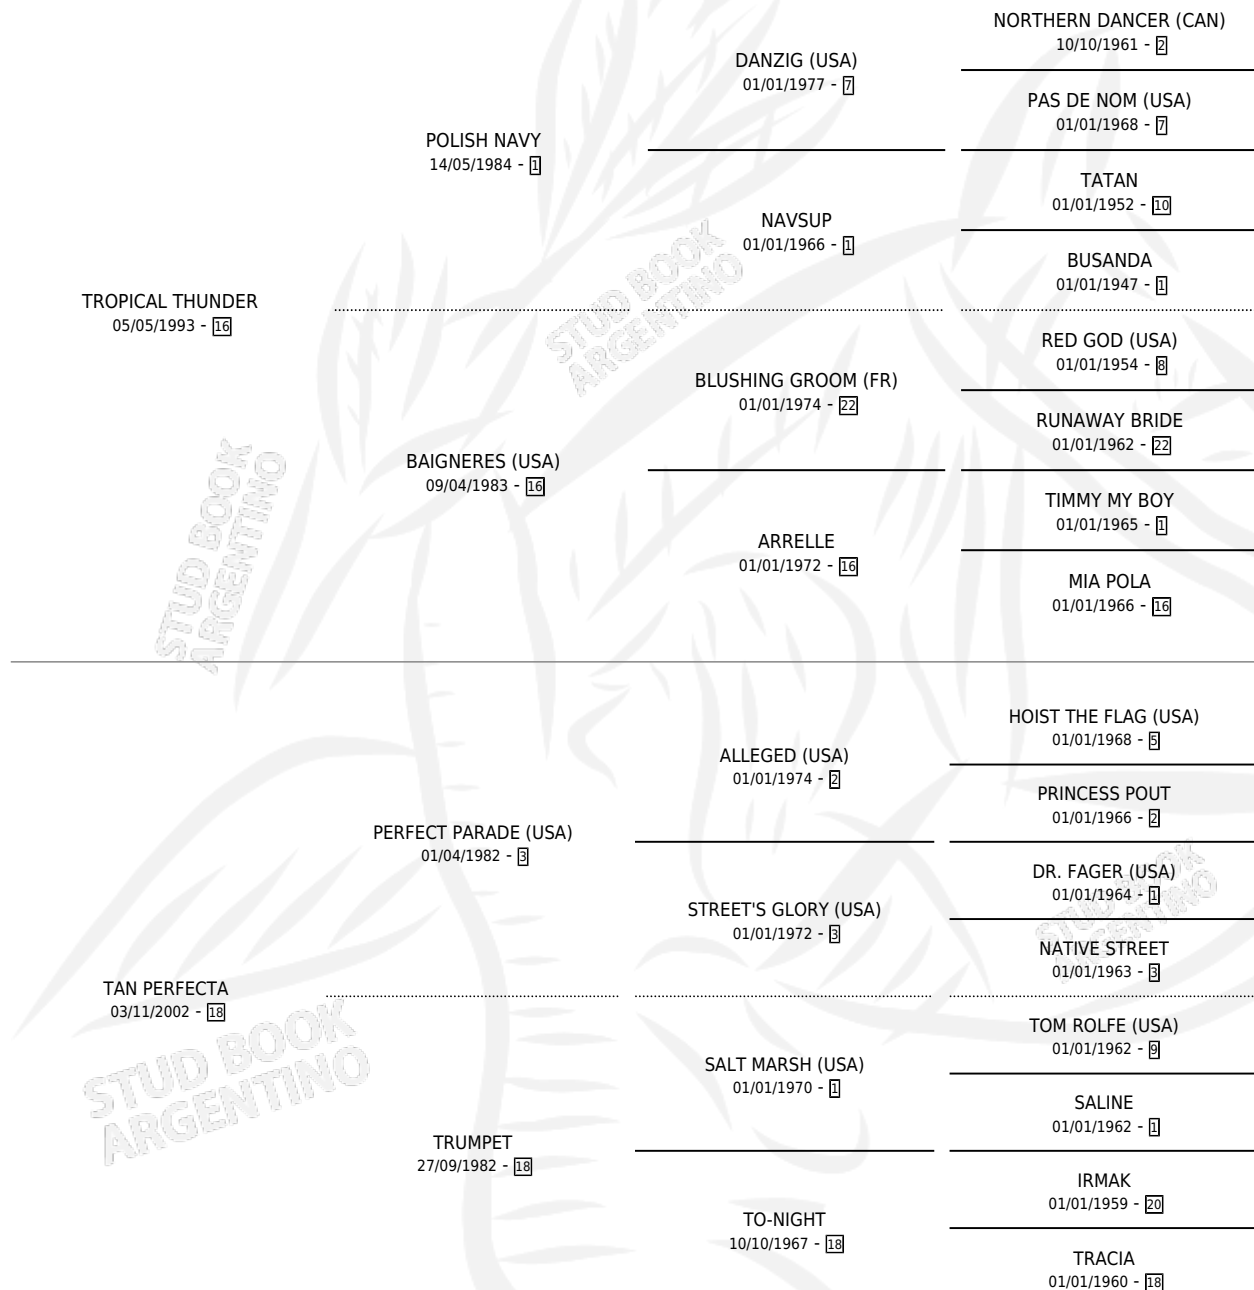 NORTHERN DANCER (CAN)
10/10/1961 - 2
DANZIG (USA)
01/01/1977 - 7
PAS DE NOM (USA)
01/01/1968 - 7
POLISH NAVY
14/05/1984 - 1
TATAN
01/01/1952 - 10
NAVSUP
01/01/1966 - 1
BUSANDA
01/01/1947 - 1
TROPICAL THUNDER
05/05/1993 - 16
RED GOD (USA)
01/01/1954 - 8
BLUSHING GROOM (FR)
01/01/1974 - 22
RUNAWAY BRIDE
01/01/1962 - 22
BAIGNERES (USA)
09/04/1983 - 16
TIMMY MY BOY
01/01/1965 - 1
ARRELLE
01/01/1972 - 16
MIA POLA
01/01/1966 - 16
HOIST THE FLAG (USA)
01/01/1968 - 5
ALLEGED (USA)
01/01/1974 - 2
PRINCESS POUT
01/01/1966 - 2
PERFECT PARADE (USA)
01/04/1982 - 3
DR. FAGER (USA)
01/01/1964 - 1
STREET'S GLORY (USA)
01/01/1972 - 3
NATIVE STREET
01/01/1963 - 3
TAN PERFECTA
03/11/2002 - 18
TOM ROLFE (USA)
01/01/1962 - 9
SALT MARSH (USA)
01/01/1970 - 1
SALINE
01/01/1962 - 1
TRUMPET
27/09/1982 - 18
IRMAK
01/01/1959 - 20
TO-NIGHT
10/10/1967 - 18
TRACIA
01/01/1960 - 18
STUD BOOK
ARGENTINO
STUD BOOK
ARGENTINO
STUD BOOK
ARGENTINO
STUD BOOK
ARGENTINO